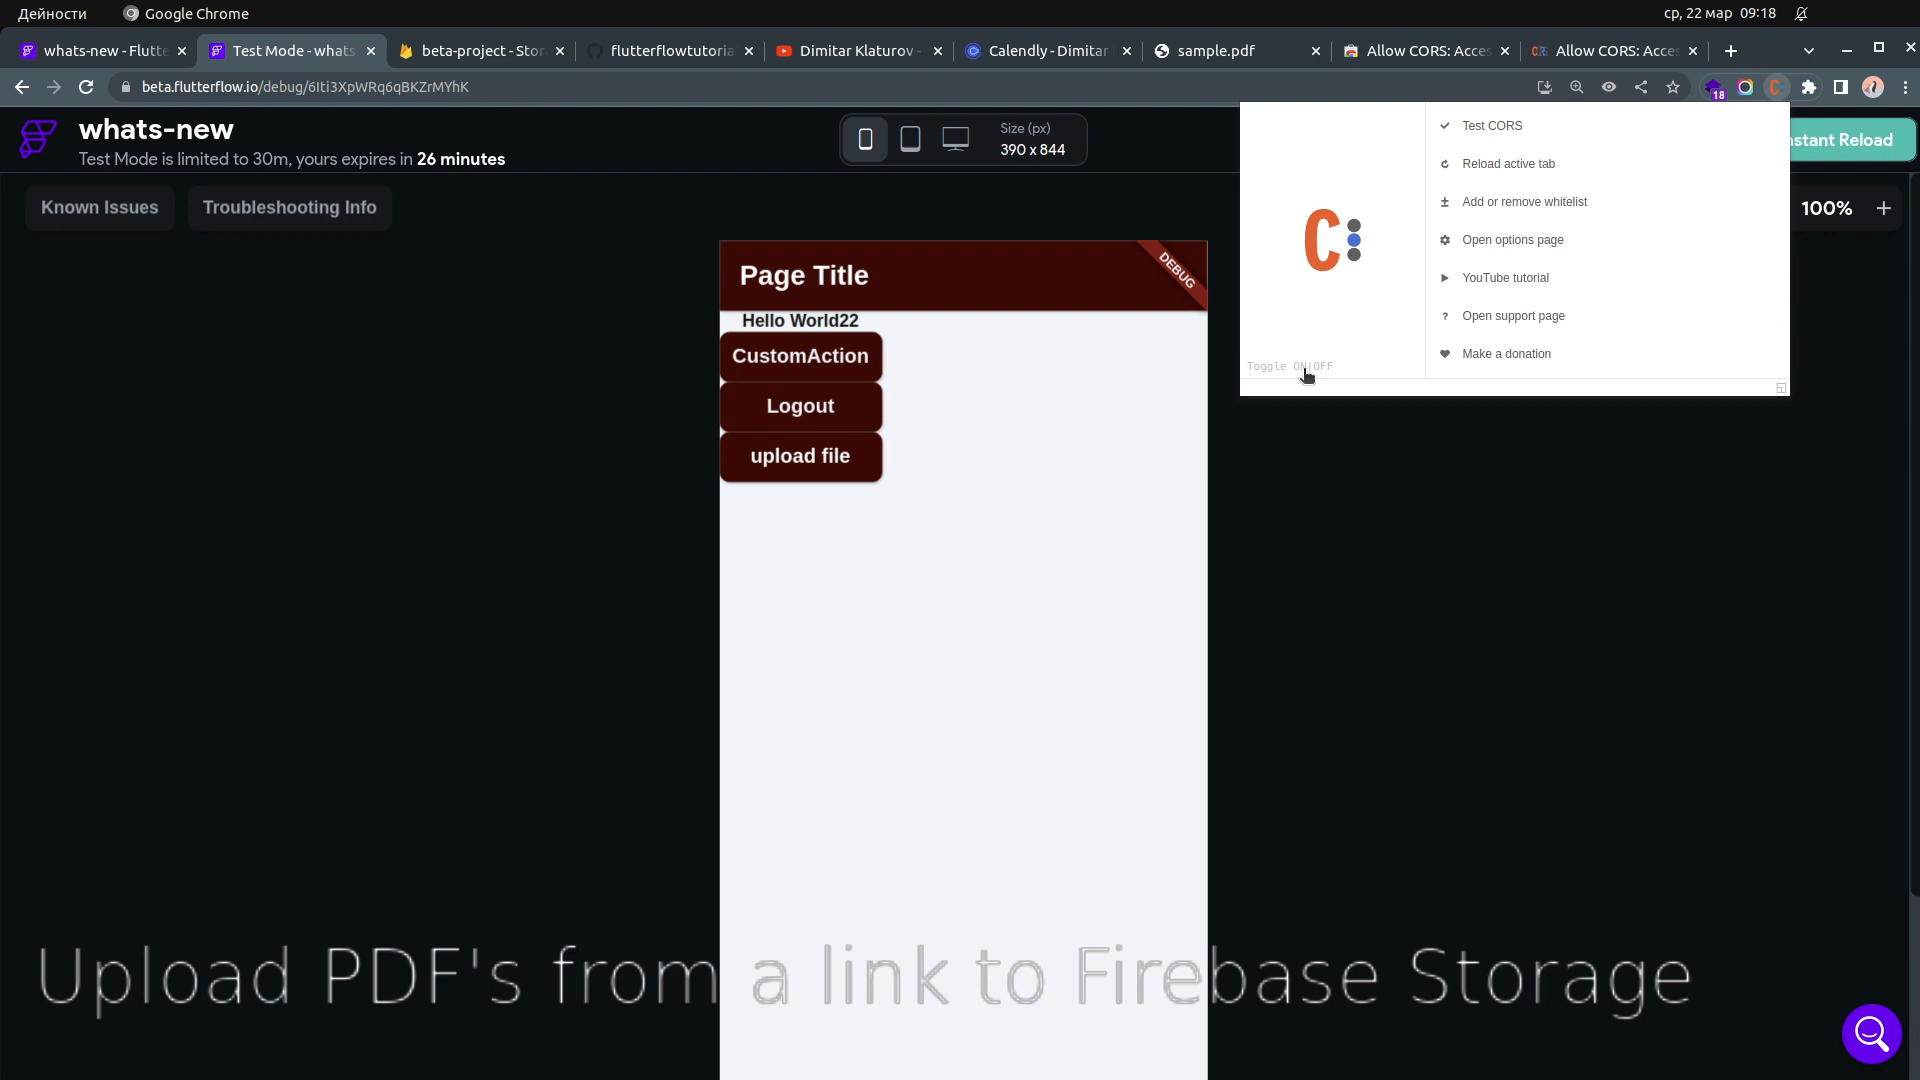 Дейности
Google Chrome
ср, 22 мар 09:18
whats-new - Flutte
Test Mode - whats
beta-project - Stor
flutterflowtutoria
Dimitar Klaturov -
Calendly - Dimitar
sample.pdf
Allow CORS: Acces
Allow CORS: Acces
beta.flutterflow.io/debug/6Iti3XpWRq6qBKZrMYhK
18
whats-new
Test Mode is limited to 30m, yours expires in 26 minutes
Size (px)
390 x 844
nstant Reload
Known Issues
Troubleshooting Info
100%
Test CORS
Reload active tab
Add or remove whitelist
Open options page
YouTube tutorial
Open support page
Make a donation
C
Toggle ON|OFF
Page Title
DEBUG
Hello World22
CustomAction
Logout
upload file
Upload PDF's from a link to Firebase Storage